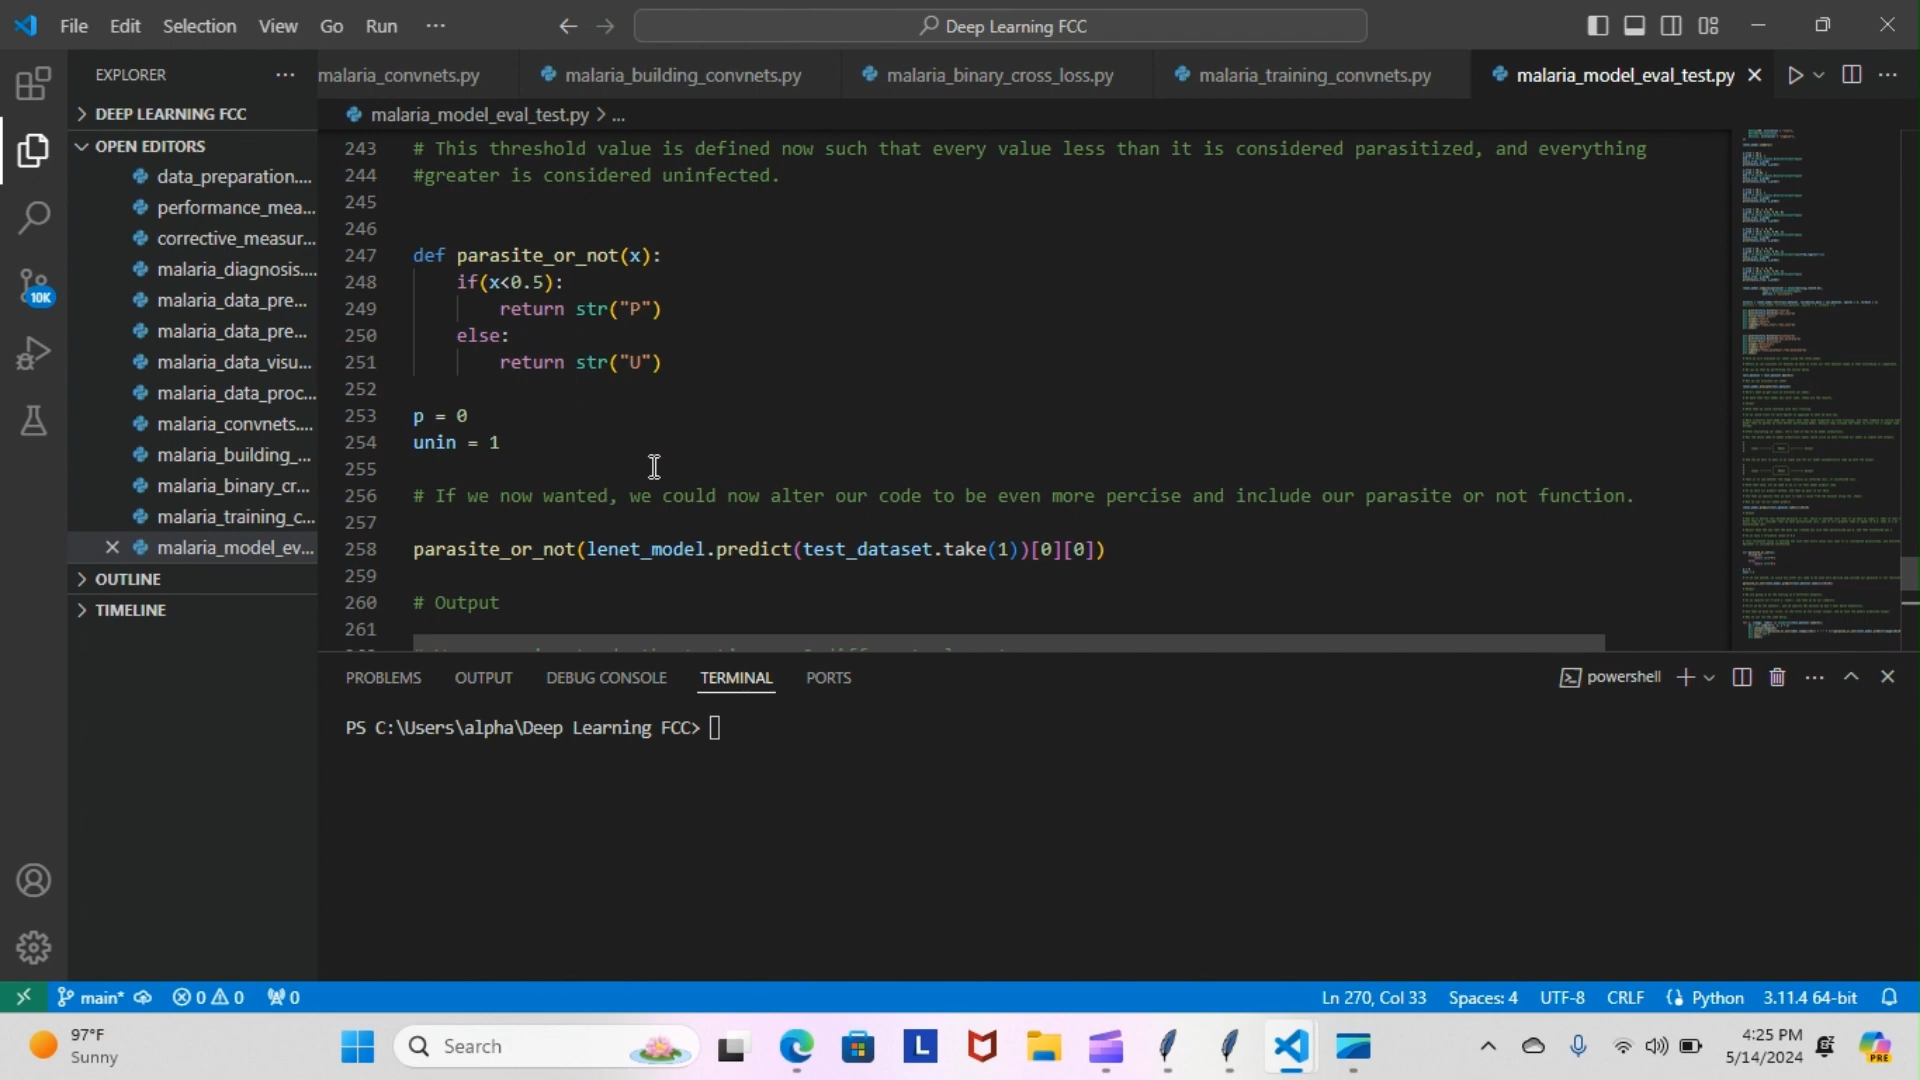 File Edit Selection View Go Run ...
Deep Learning FCC
EXPLORER ...
malaria_convnets.py malaria_building_convnets.py malaria_binary_cross_loss.py malaria_training_convnets.py malaria_model_eval_test.py
DEEP LEARNING FCC
malaria_model_eval_test.py > ...
OPEN EDITORS
data_preparation....
performance_mea...
corrective_measur...
malaria_diagnosis....
malaria_data_pre...
malaria_data_pre...
malaria_data_visu...
malaria_data_proc...
malaria_convnets....
malaria_building_...
malaria_binary_cr...
malaria_training_c...
malaria_model_ev...
OUTLINE
TIMELINE
243 # This threshold value is defined now such that every value less than it is considered parasitized, and everything
244 #greater is considered uninfected.
245
246
247 def parasite_or_not(x):
248 if(x<0.5):
249 return str("P")
250 else:
251 return str("U")
252
253 p = 0
254 unin = 1
255
256 # If we now wanted, we could now alter our code to be even more percise and include our parasite or not function.
257
258 parasite_or_not(lenet_model.predict(test_dataset.take(1))[0][0])
259
260 # Output
261
PROBLEMS OUTPUT DEBUG CONSOLE TERMINAL PORTS
powershell
PS C:\Users\alpha\Deep Learning FCC>
10K
main* 0 0 0
Ln 270, Col 33 Spaces: 4 UTF-8 CRLF Python 3.11.4 64-bit
97°F
Sunny
Search
L
PRE
4:25 PM
5/14/2024